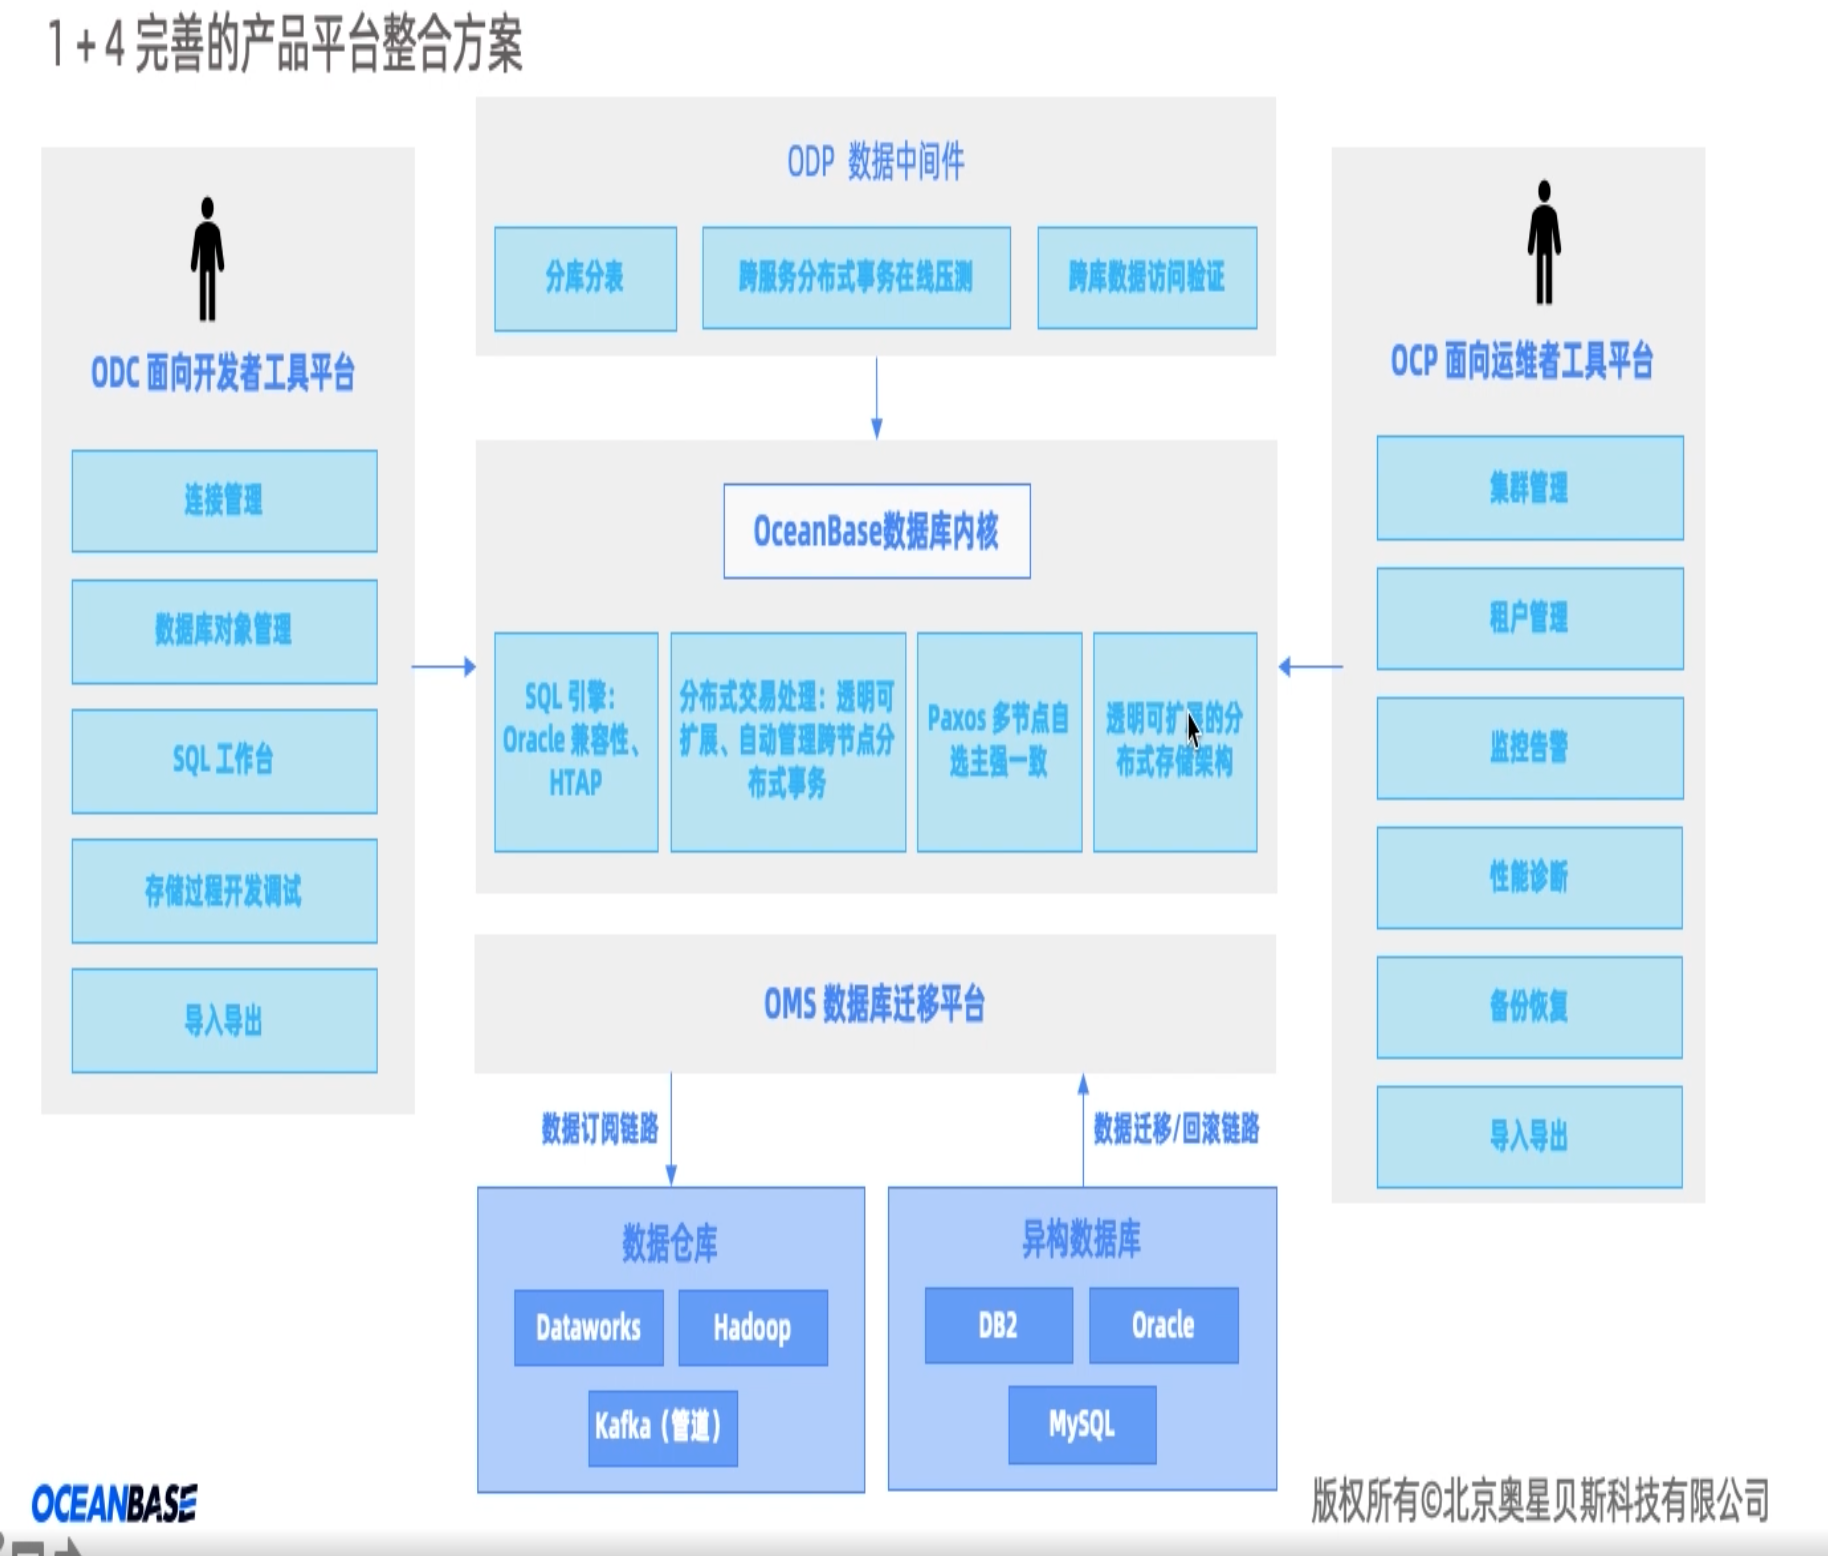 1 + 4 完善的产品平台整合方案
ODP 数据中间件
分库分表
跨服务分布式事务在线压测
跨库数据访问验证
ODC 面向开发者工具平台
连接管理
数据库对象管理
SQL 工作台
存储过程开发调试
导入导出
OceanBase数据库内核
SQL 引擎：
Oracle 兼容性、
HTAP
分布式交易处理：透明可
扩展、自动管理跨节点分
布式事务
Paxos 多节点自
选主强一致
透明可扩展的分
布式存储架构
OCP 面向运维者工具平台
集群管理
租户管理
监控告警
性能诊断
备份恢复
导入导出
OMS 数据库迁移平台
数据订阅链路
数据迁移/回滚链路
数据仓库
Dataworks
Hadoop
Kafka（管道）
异构数据库
DB2
Oracle
MySQL
OCEANBASE
版权所有©北京奥星贝斯科技有限公司